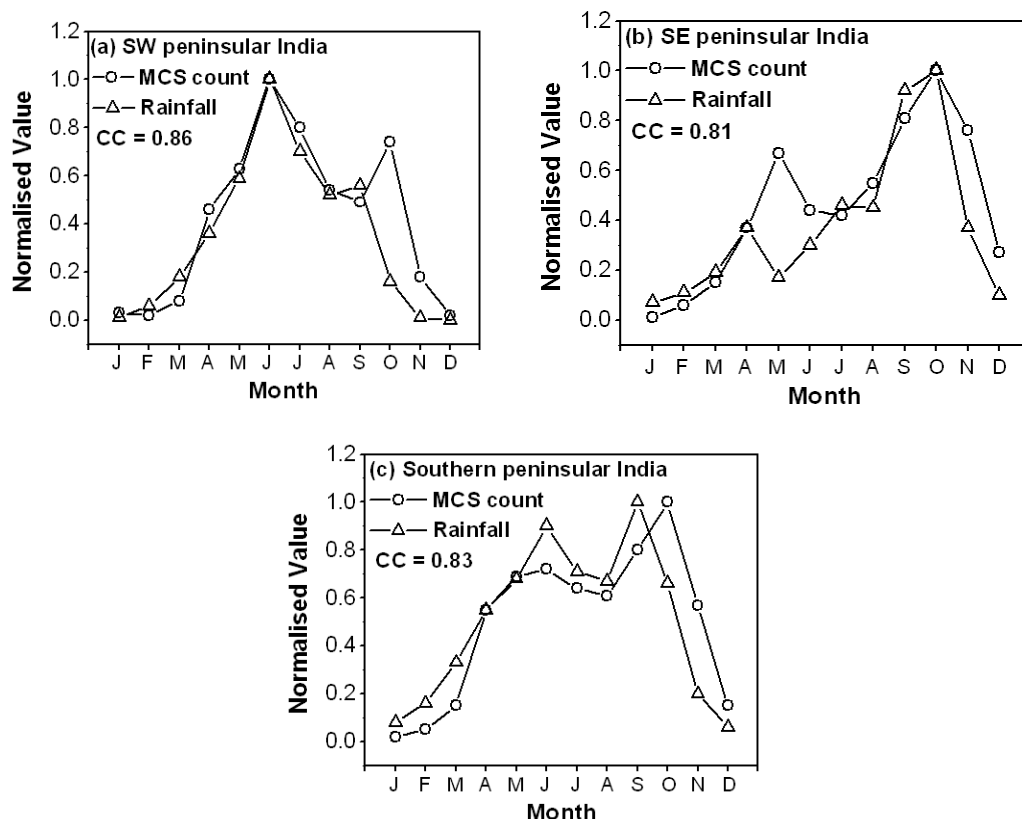 (a) SW peninsular India
MCS count
Rainfall
CC = 0.86
Normalised Value
1.0
0.8
0.6
0.4
0.2
0.0
J F M A M J J A S O N D
Month
(b) SE peninsular India
MCS count
Rainfall
CC = 0.81
Normalised Value
1.2
1.0
0.8
0.6
0.4
0.2
0.0
J F M A M J J A S O N D
Month
(c) Southern peninsular India
MCS count
Rainfall
CC = 0.83
Normalised Value
1.2
1.0
0.8
0.6
0.4
0.2
0.0
J F M A M J J A S O N D
Month